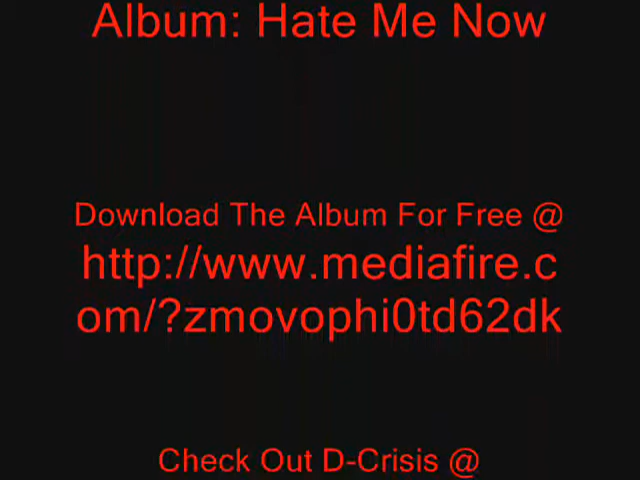 Album: Hate Me Now
Download The Album For Free @
http://www.mediafire.c
om/?zmovophi0td62dk
Check Out D-Crisis @